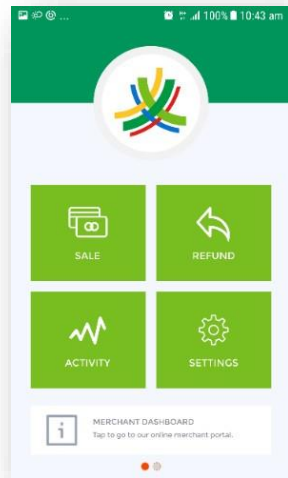 ... 100% 10:43 am
SALE
REFUND
ACTIVITY
SETTINGS
MERCHANT DASHBOARD
Tap to go to our online merchant portal.